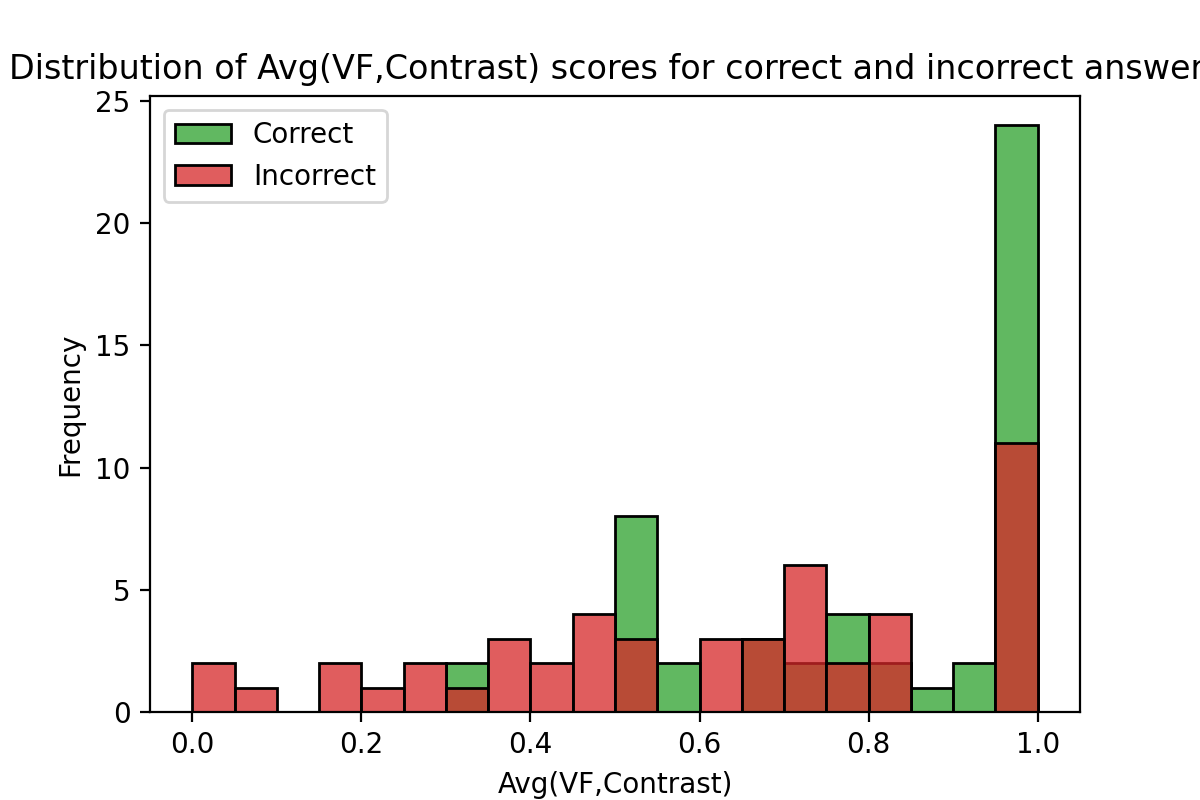 Distribution of Avg(VF,Contrast) scores for correct and incorrect answer
25
20
15
10
5
0
Frequency
Correct
Incorrect
0.0 0.2 0.4 0.6 0.8 1.0
Avg(VF,Contrast)